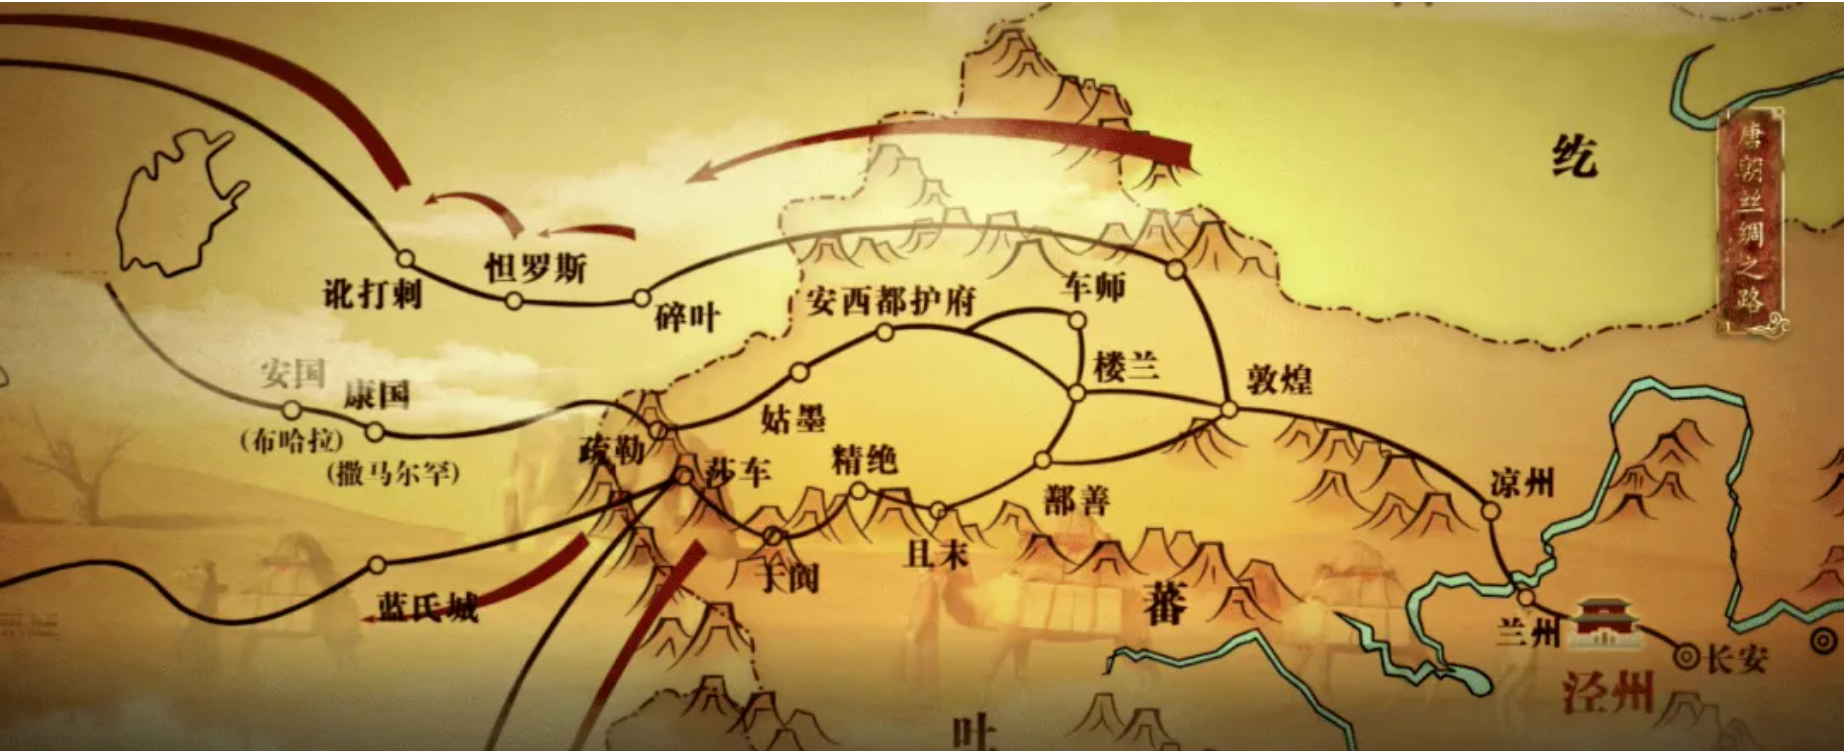 纥
唐朝丝绸之路
讹打刺
怛罗斯
碎叶
安西都护府
车师
安国
(布哈拉)
康国
(撒马尔罕)
疏勒
姑墨
楼兰
敦煌
莎车
精绝
鄯善
凉州
于阗
且末
蓝氏城
蕃
兰州
长安
泾州
吐